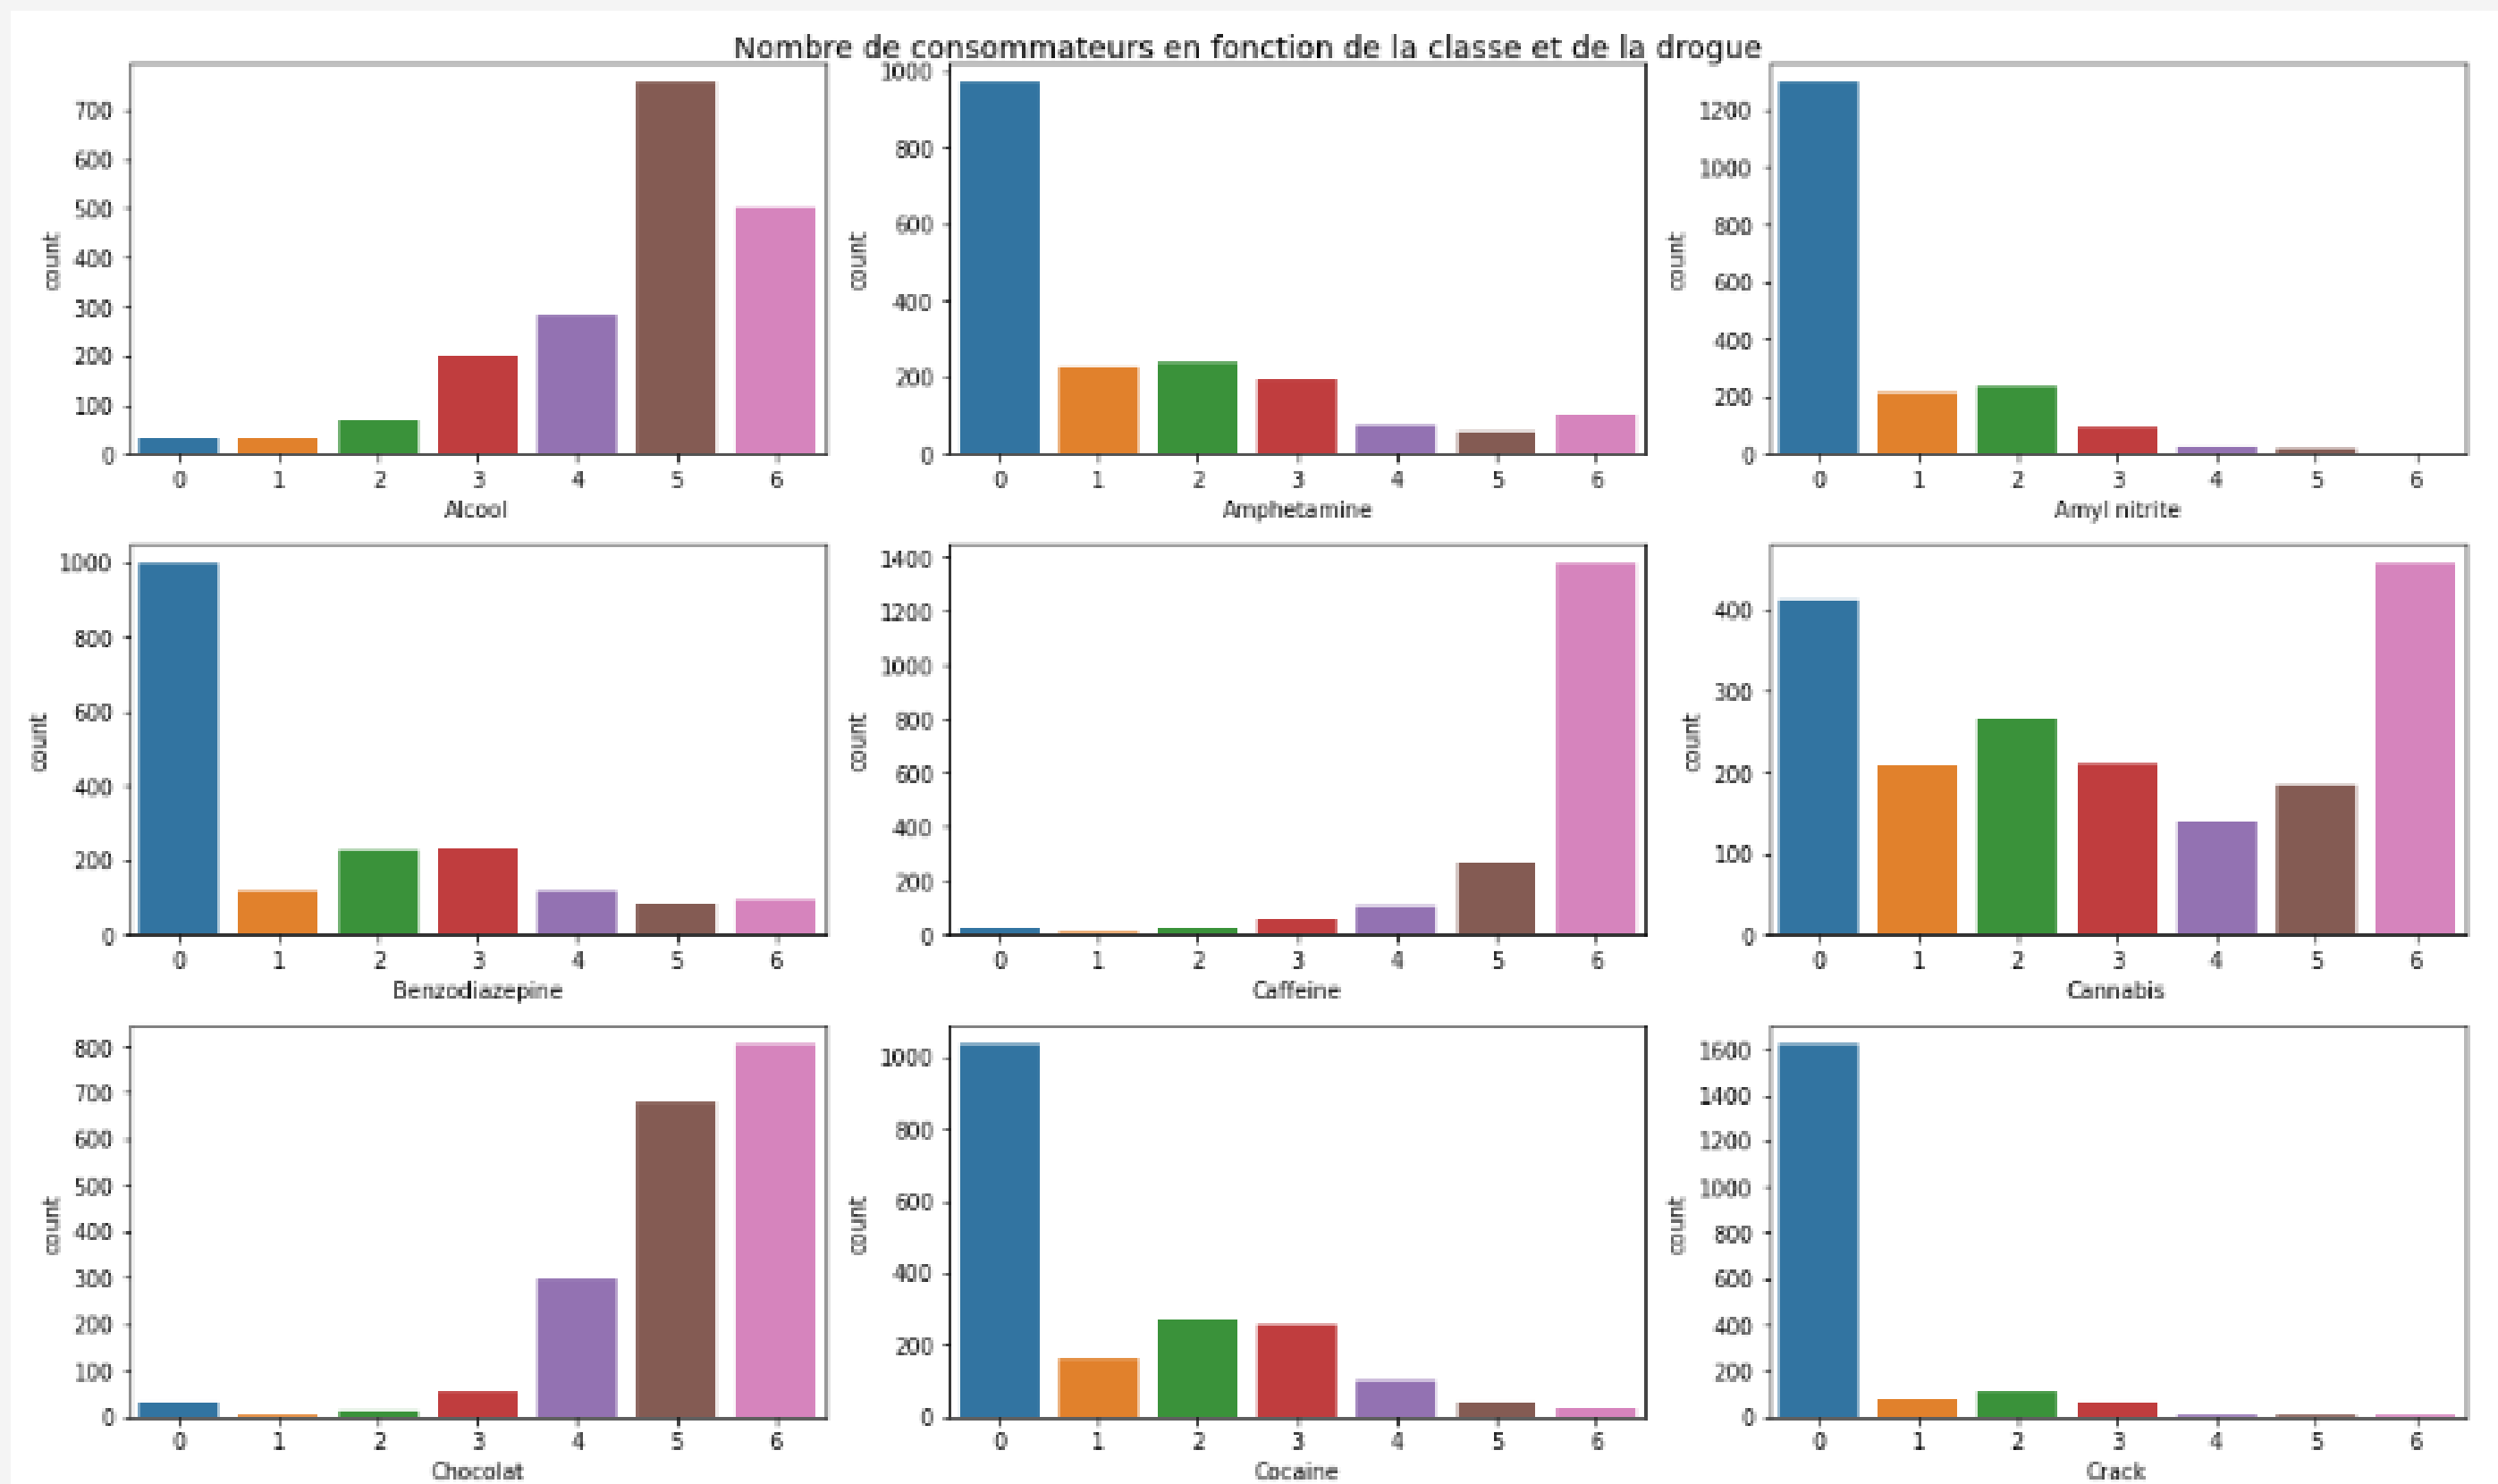 Nombre de consommateurs en fonction de la classe et de la drogue
700
600
500
400
300
200
100
0
count
0 1 2 3 4 5 6
Alcool
1000
800
600
400
200
0
count
0 1 2 3 4 5 6
Amphetamine
1200
1000
800
600
400
200
0
count
0 1 2 3 4 5 6
Amyl nitrite
1000
800
600
400
200
0
count
0 1 2 3 4 5 6
Benzodiazepine
1400
1200
1000
800
600
400
200
0
count
0 1 2 3 4 5 6
Caffeine
400
300
200
100
0
count
0 1 2 3 4 5 6
Cannabis
800
700
600
500
400
300
200
100
0
count
0 1 2 3 4 5 6
Chocolat
1000
800
600
400
200
0
count
0 1 2 3 4 5 6
Cocaine
1600
1400
1200
1000
800
600
400
200
0
count
0 1 2 3 4 5 6
Crack